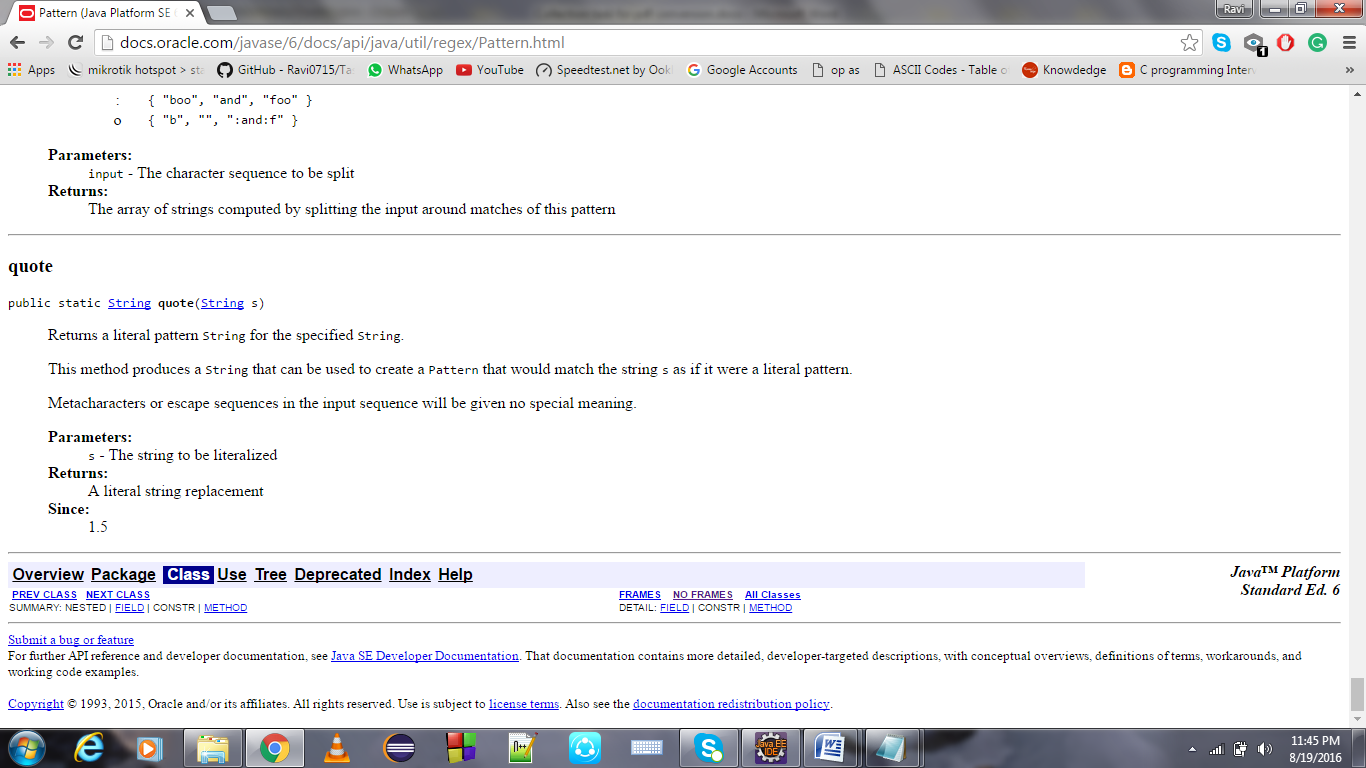 Pattern (Java Platform SE
Ravi
docs.oracle.com/javase/6/docs/api/java/util/regex/Pattern.html
1
Apps
mikrotik hotspot > sta
GitHub - Ravi0715/Ta
WhatsApp
YouTube
Speedtest.net by Ook
Google Accounts
op as
ASCII Codes - Table o
Knowdedge
C programming Inter
»
: { "boo", "and", "foo" }
o { "b", "", ":and:f" }
Parameters:
input - The character sequence to be split
Returns:
The array of strings computed by splitting the input around matches of this pattern
quote
public static String quote(String s)
Returns a literal pattern String for the specified String.
This method produces a String that can be used to create a Pattern that would match the string s as if it were a literal pattern.
Metacharacters or escape sequences in the input sequence will be given no special meaning.
Parameters:
s - The string to be literalized
Returns:
A literal string replacement
Since:
1.5
Overview Package Class Use Tree Deprecated Index Help
Java™ Platform
Standard Ed. 6
PREV CLASS NEXT CLASS
FRAMES NO FRAMES All Classes
SUMMARY: NESTED | FIELD | CONSTR | METHOD
DETAIL: FIELD | CONSTR | METHOD
Submit a bug or feature
For further API reference and developer documentation, see Java SE Developer Documentation. That documentation contains more detailed, developer-targeted descriptions, with conceptual overviews, definitions of terms, workarounds, and
working code examples.
Copyright © 1993, 2015, Oracle and/or its affiliates. All rights reserved. Use is subject to license terms. Also see the documentation redistribution policy.
Java EE
IDE
11:45 PM
8/19/2016